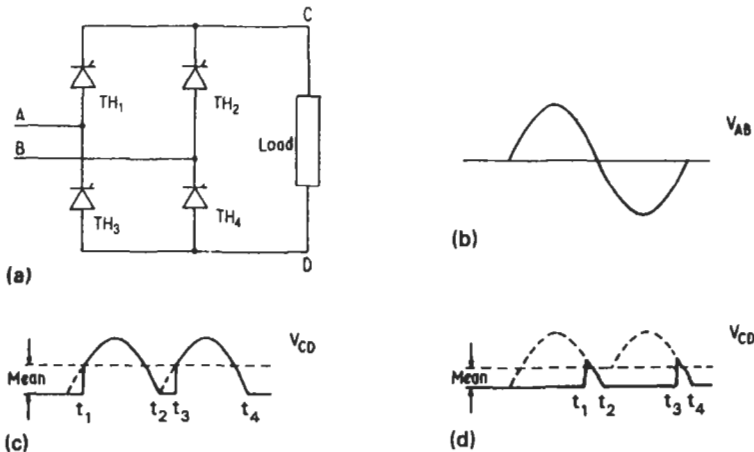 C
TH1
TH2
A
B
Load
TH3
TH4
D
(a)
VAB
(b)
VCD
Mean
t1 t2 t3 t4
(c)
VCD
Mean
t1 t2 t3 t4
(d)